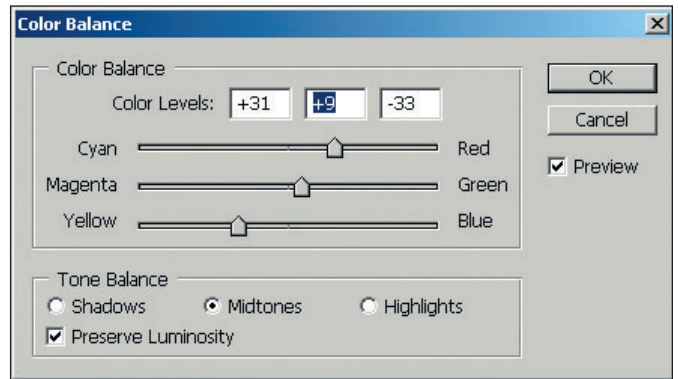 Color Balance
Color Balance
Color Levels: +31 +9 -33
Cyan Red
Magenta Green
Yellow Blue
Tone Balance
Shadows Midtones Highlights
Preserve Luminosity
OK
Cancel
Preview